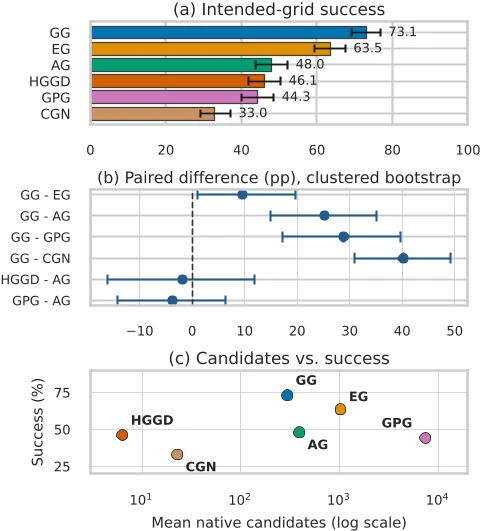 (a) Intended-grid success
GG 73.1
EG 63.5
AG 48.0
HGGD 46.1
GPG 44.3
CGN 33.0
0 20 40 60 80 100
(b) Paired difference (pp), clustered bootstrap
GG - EG
GG - AG
GG - GPG
GG - CGN
HGGD - AG
GPG - AG
−10 0 10 20 30 40 50
(c) Candidates vs. success
Success (%)
75
50
25
GG
EG
HGGD
GPG
AG
CGN
10¹ 10² 10³ 10⁴
Mean native candidates (log scale)